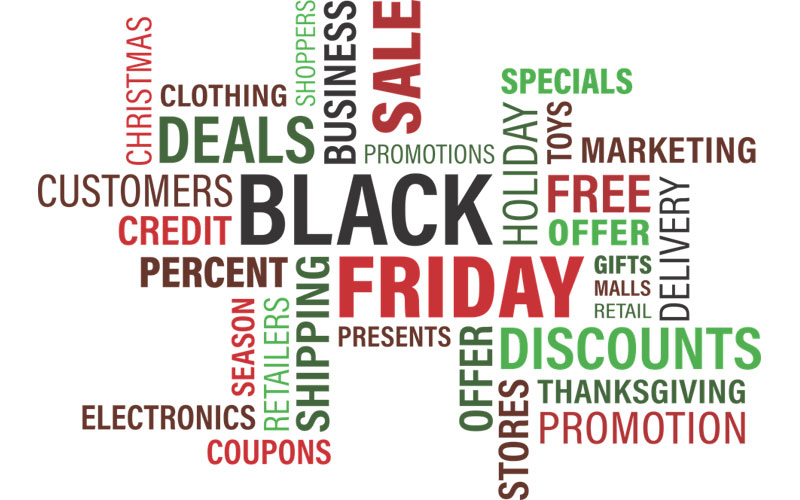 CHRISTMAS
CLOTHING
SHOPPERS
BUSINESS
SALE
DEALS
PROMOTIONS
SPECIALS
HOLIDAY
TOYS
MARKETING
CUSTOMERS
BLACK
FREE
CREDIT
OFFER
DELIVERY
PERCENT
FRIDAY
GIFTS
MALLS
RETAIL
SEASON
RETAILERS
SHIPPING
PRESENTS
OFFER
DISCOUNTS
THANKSGIVING
ELECTRONICS
STORES
PROMOTION
COUPONS